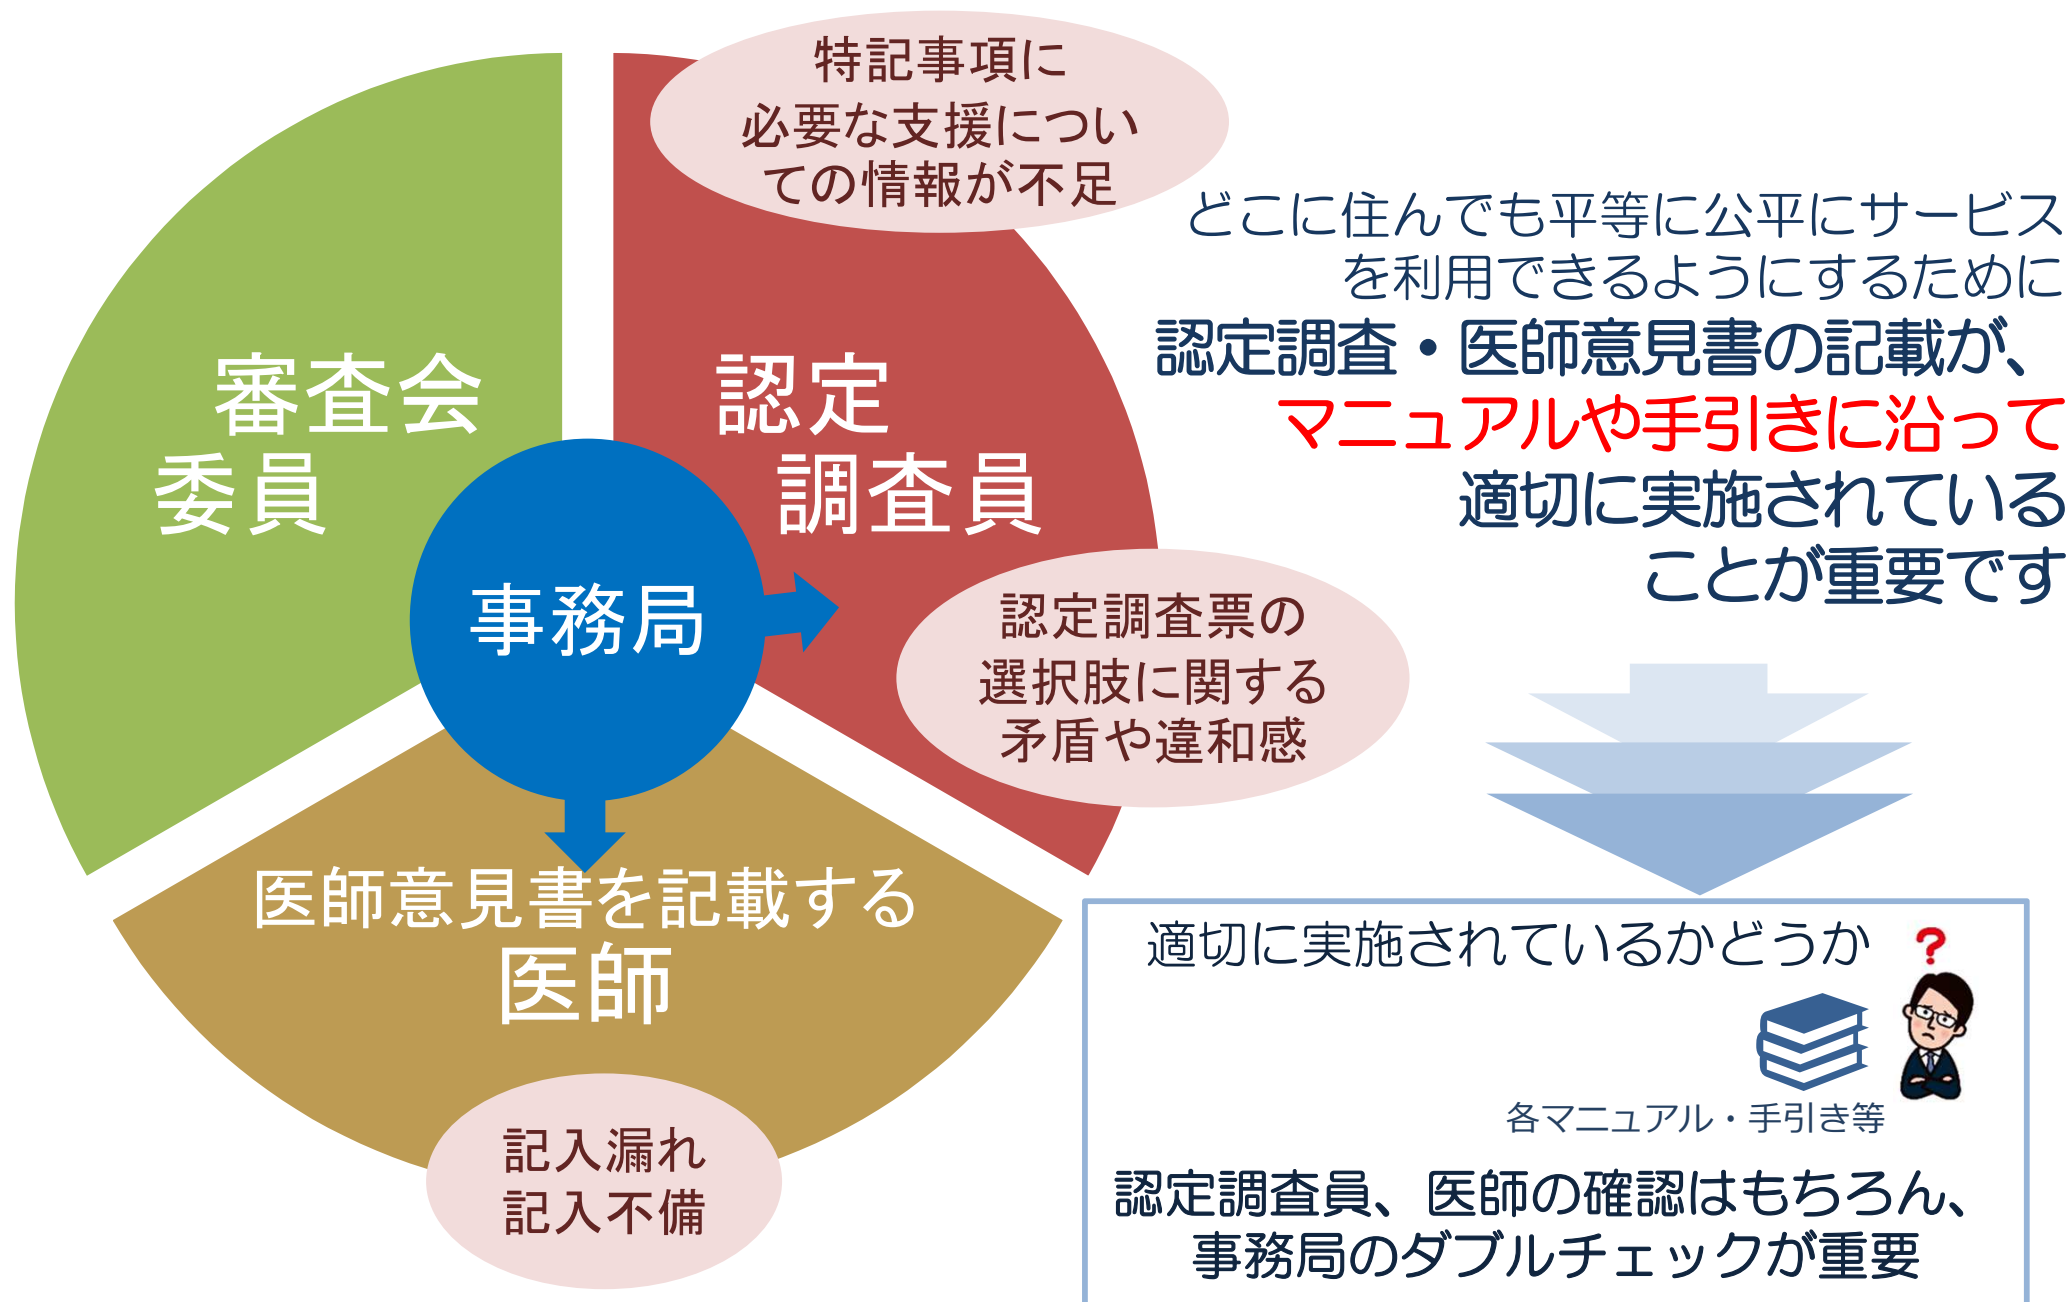 特記事項に
必要な支援につい
ての情報が不足
審査会
委員
認定
調査員
事務局
認定調査票の
選択肢に関する
矛盾や違和感
医師意見書を記載する
医師
記入漏れ
記入不備
どこに住んでも平等に公平にサービス
を利用できるようにするために
認定調査・医師意見書の記載が、
マニュアルや手引きに沿って
適切に実施されている
ことが重要です
適切に実施されているかどうか
?
各マニュアル・手引き等
認定調査員、医師の確認はもちろん、
事務局のダブルチェックが重要